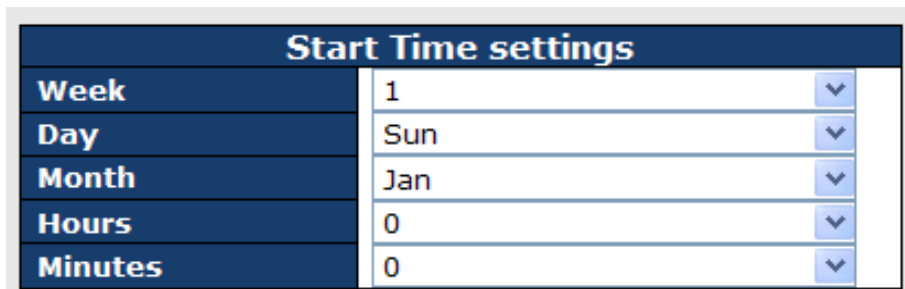 Start Time settings
Week 1
Day Sun
Month Jan
Hours 0
Minutes 0